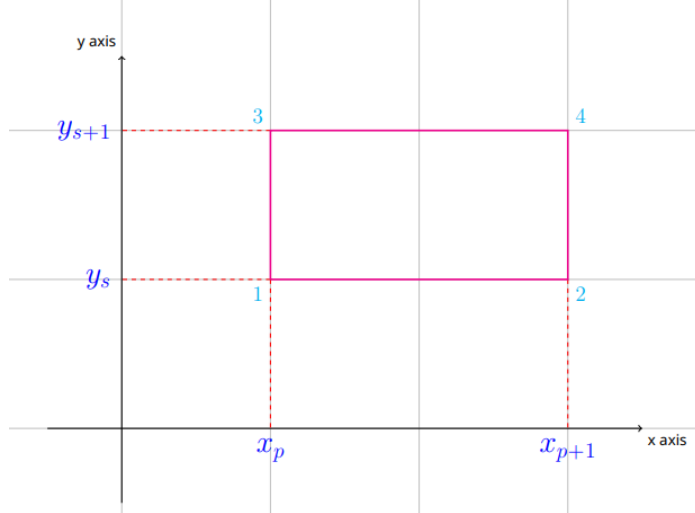 y axis
3 4
y_{s+1}
y_s
1 2
x_p x_{p+1} x axis